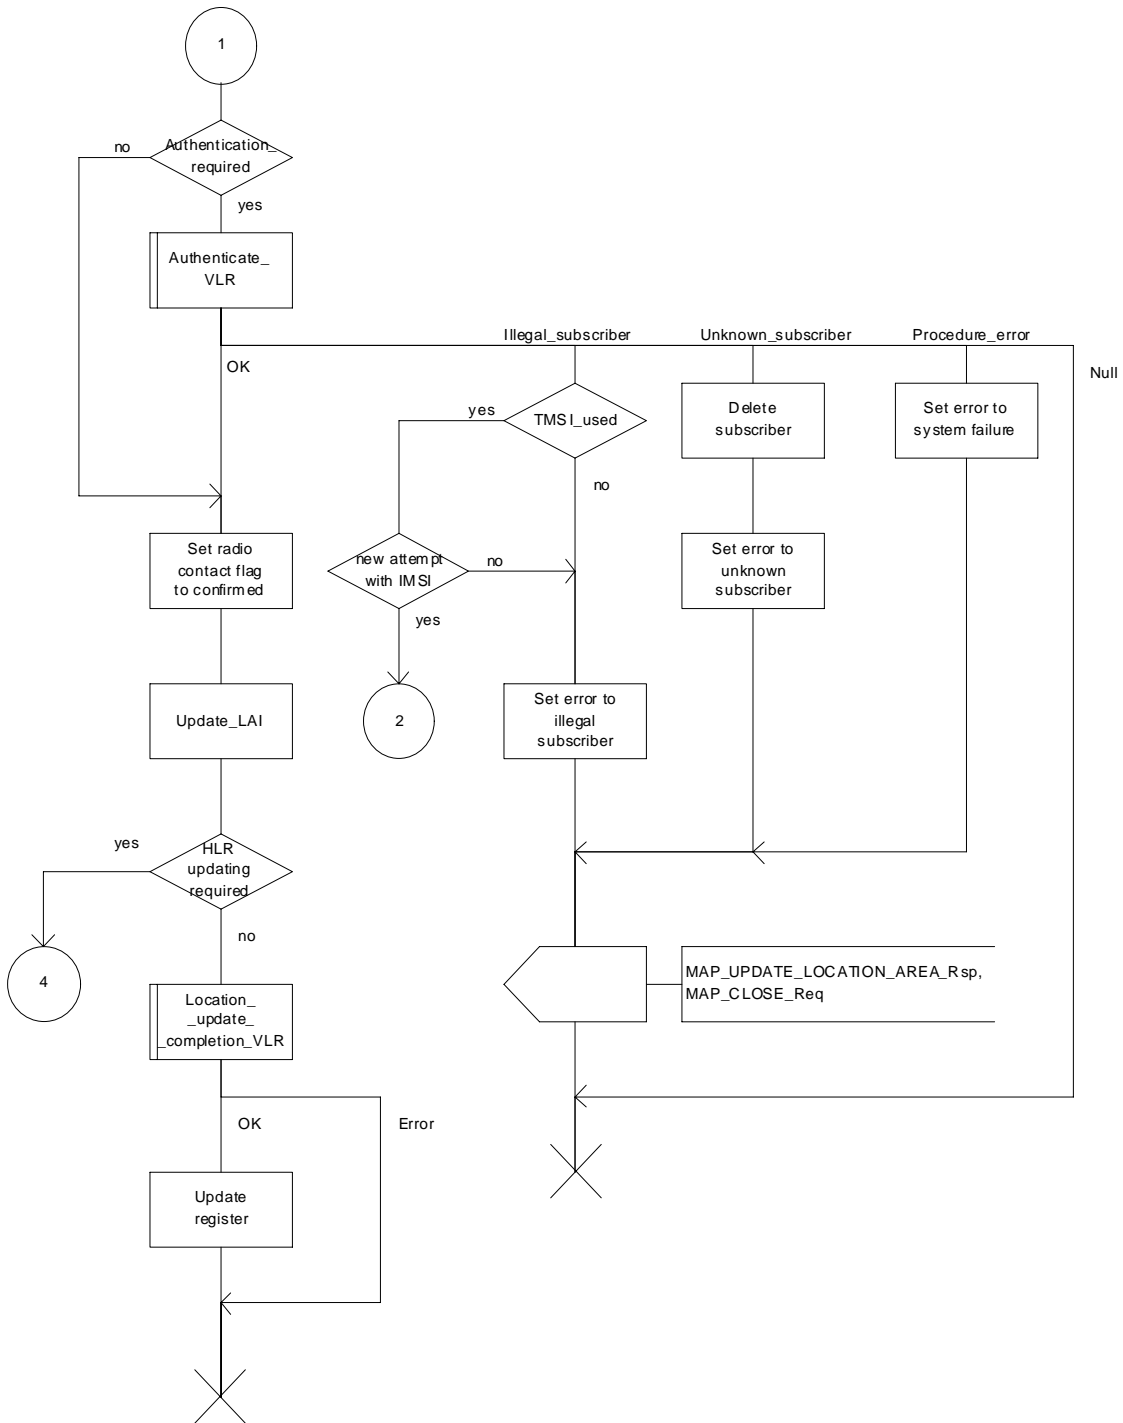 1
no
Authentication_
required
yes
Authenticate_
VLR
Illegal_subscriber
Unknown_subscriber
Procedure_error
OK
Null
yes
TMSI_used
Delete
subscriber
Set error to
system failure
no
Set radio
contact flag
to confirmed
new attempt
with IMSI
no
Set error to
unknown
subscriber
yes
Update_LAI
2
Set error to
illegal
subscriber
yes
HLR
updating
required
no
4
MAP_UPDATE_LOCATION_AREA_Rsp,
MAP_CLOSE_Req
Location_
_update_
_completion_VLR
OK
Error
Update
register